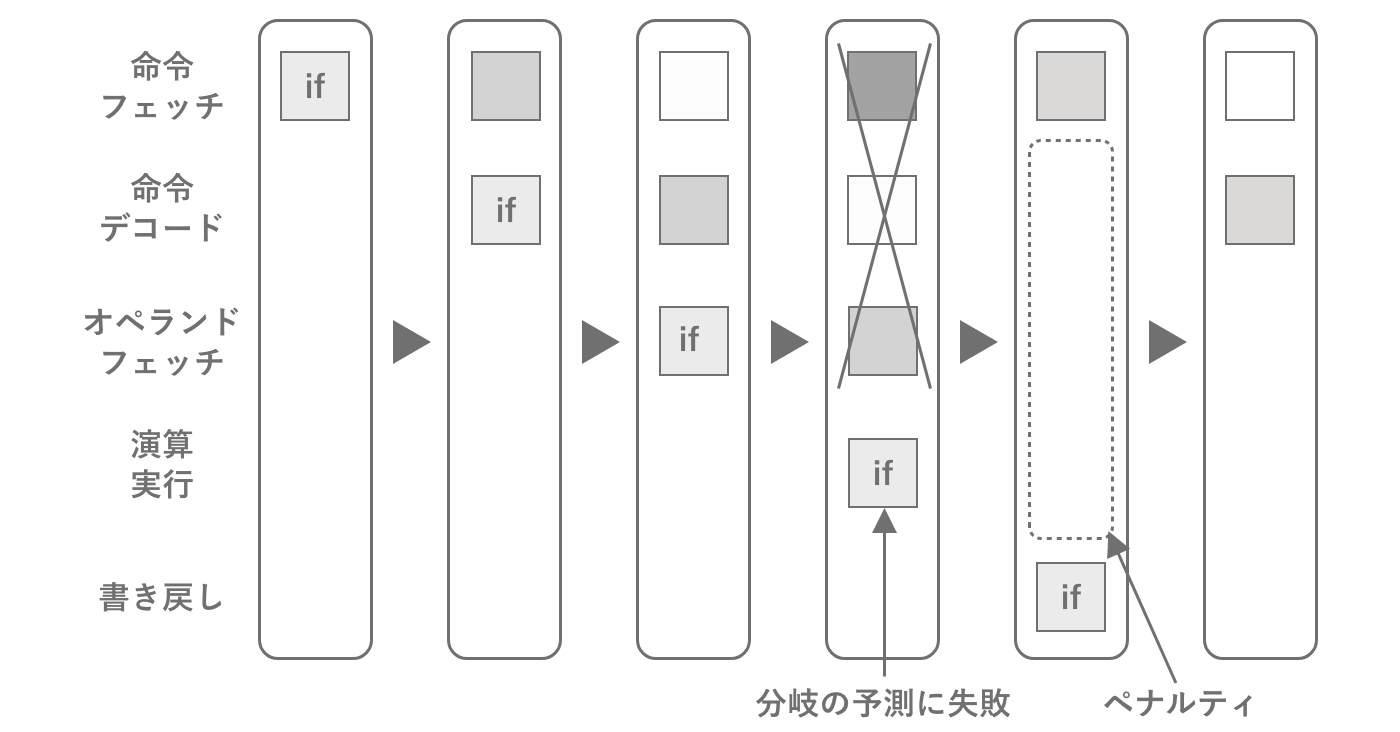 命令
フェッチ
if
命令
デコード
if
オペランド
フェッチ
if
演算
実行
if
書き戻し
if
分岐の予測に失敗
ペナルティ